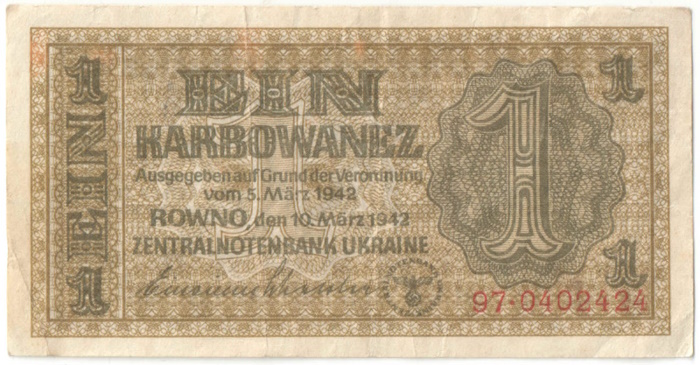 1
EIN
1
EIN
KARBOWANEZ
Ausgegeben auf Grund der Verordnung
vom 5. März 1942
ROWNO den 10. März 1942
ZENTRALNOTENBANK UKRAINE
1
1
1
1
97·0402424